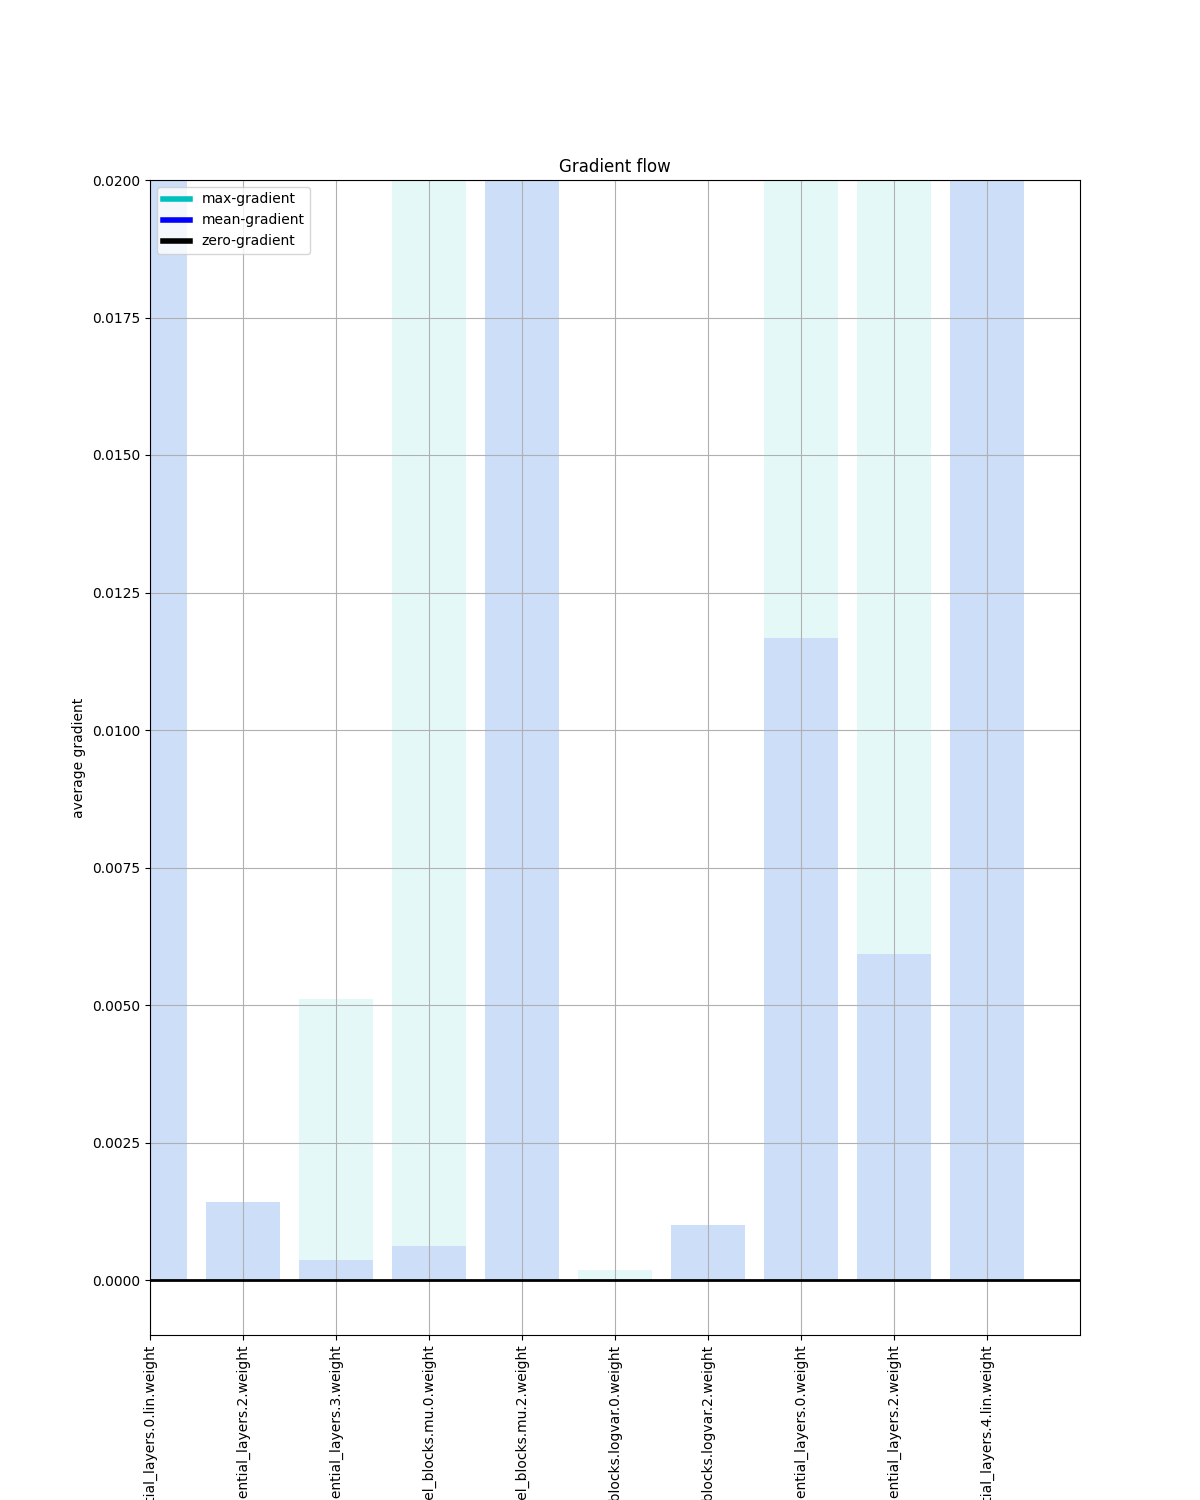 Gradient flow
max-gradient
mean-gradient
zero-gradient
average gradient
0.0200
0.0175
0.0150
0.0125
0.0100
0.0075
0.0050
0.0025
0.0000
tial_layers.0.lin.weight
ential_layers.2.weight
ential_layers.3.weight
el_blocks.mu.0.weight
el_blocks.mu.2.weight
blocks.logvar.0.weight
blocks.logvar.2.weight
ential_layers.0.weight
ential_layers.2.weight
tial_layers.4.lin.weight